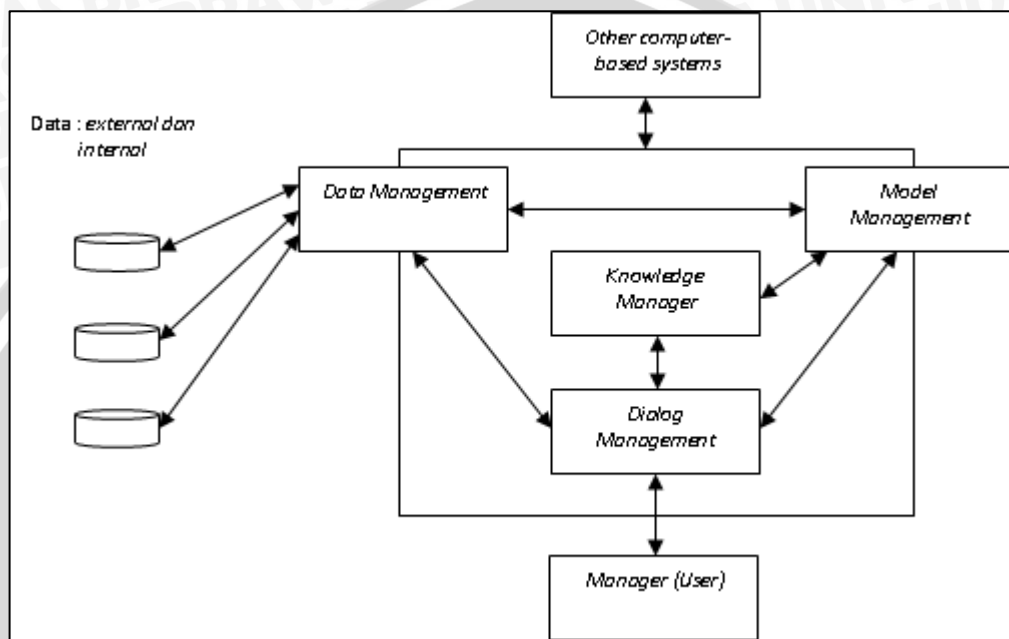 Other computer-
based systems
Data : external dan
internal
Data Management
Model
Management
Knowledge
Manager
Dialog
Management
Manager (User)